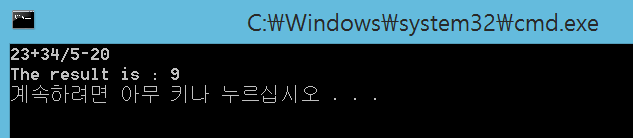 C:₩Windows₩system32₩cmd.exe
23+34/5-20
The result is : 9
계속하려면 아무 키나 누르십시오 . . .